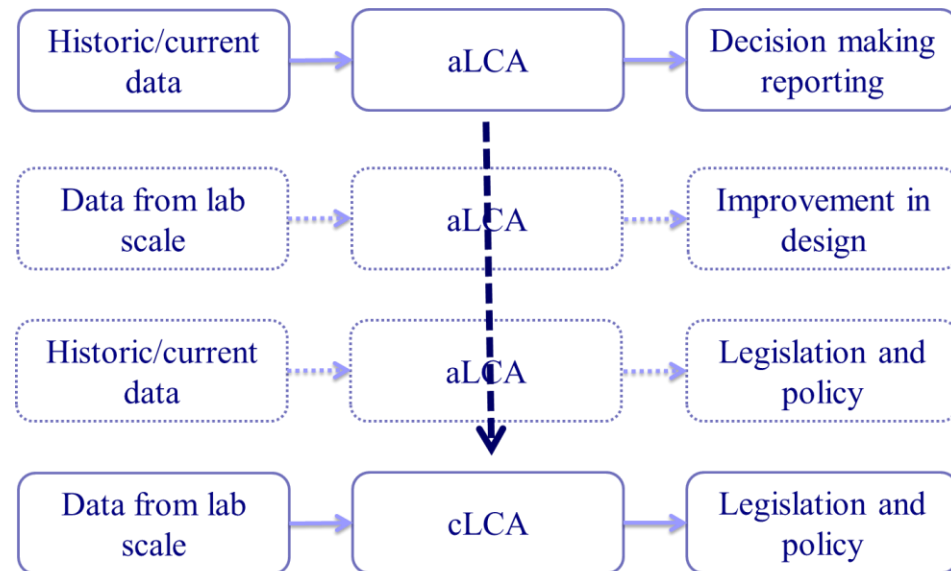 Historic/current
data
aLCA
Decision making
reporting
Data from lab
scale
aLCA
Improvement in
design
Historic/current
data
aLCA
Legislation and
policy
Data from lab
scale
cLCA
Legislation and
policy